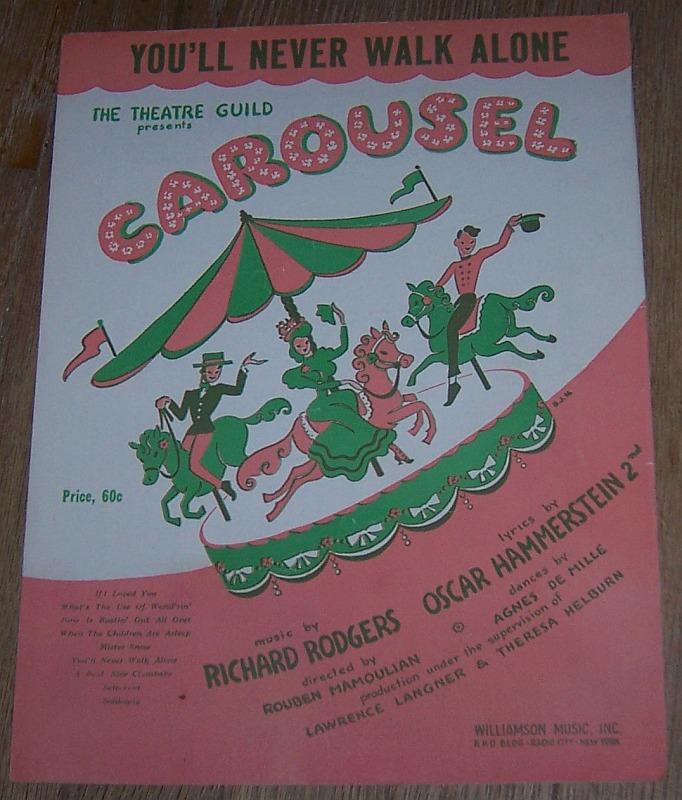 YOU'LL NEVER WALK ALONE
THE THEATRE GUILD
presents
CAROUSEL
B.J.H.
Price, 60c
If I Loved You
What's The Use Of Wond'rin'
June Is Bustin' Out All Over
When The Children Are Asleep
Mister Snow
You'll Never Walk Alone
A Real Nice Clambake
Selection
music by
RICHARD RODGERS
lyrics by
OSCAR HAMMERSTEIN 2nd
directed by
ROUBEN MAMOULIAN
dances by
AGNES DE MILLE
production under the supervision of
LAWRENCE LANGNER & THERESA HELBURN
WILLIAMSON MUSIC, INC.
RKO BLDG · RADIO CITY · NEW YORK